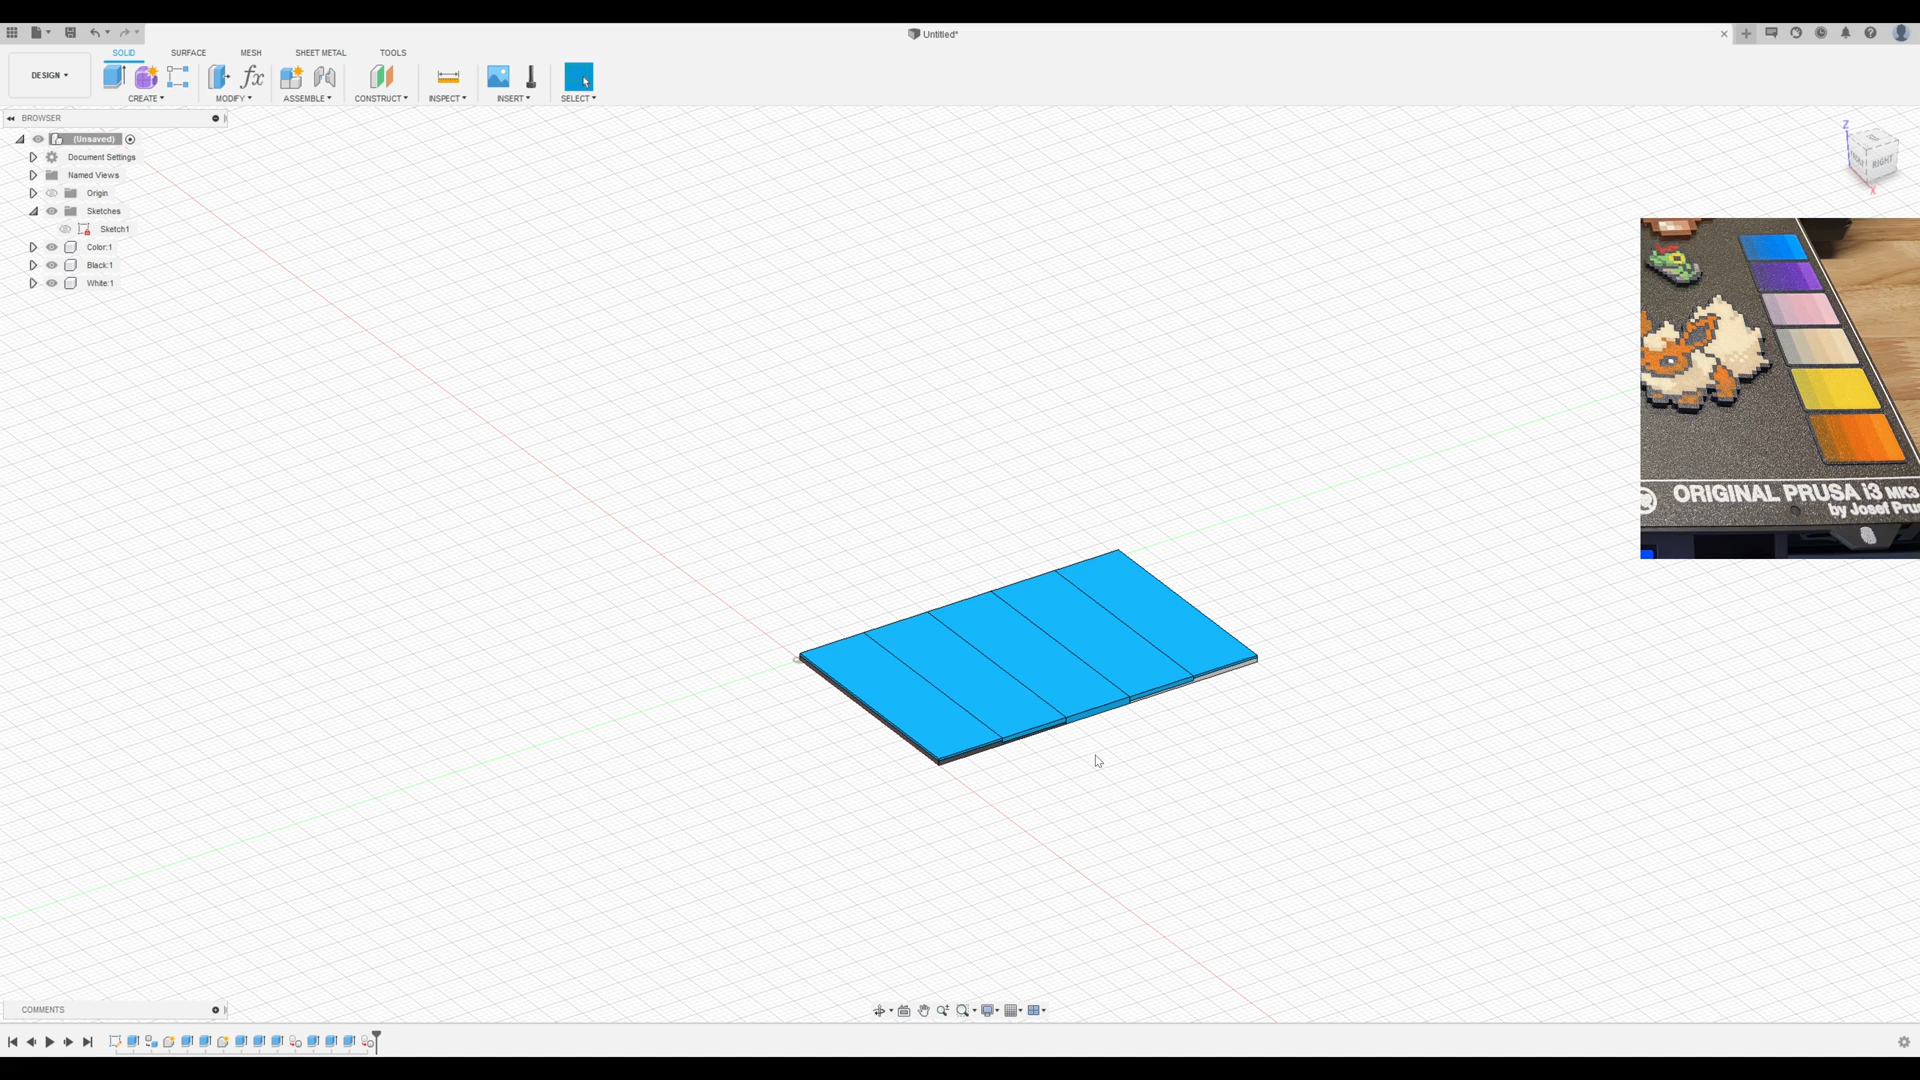 Untitled*
SOLID
SURFACE
MESH
SHEET METAL
TOOLS
DESIGN
CREATE
MODIFY
ASSEMBLE
CONSTRUCT
INSPECT
INSERT
SELECT
BROWSER
(Unsaved)
Document Settings
Named Views
Origin
Sketches
Sketch1
Color:1
Black:1
White:1
Z
RIGHT
X
ORIGINAL PRUSA i3 MK3
by Josef Prus
COMMENTS